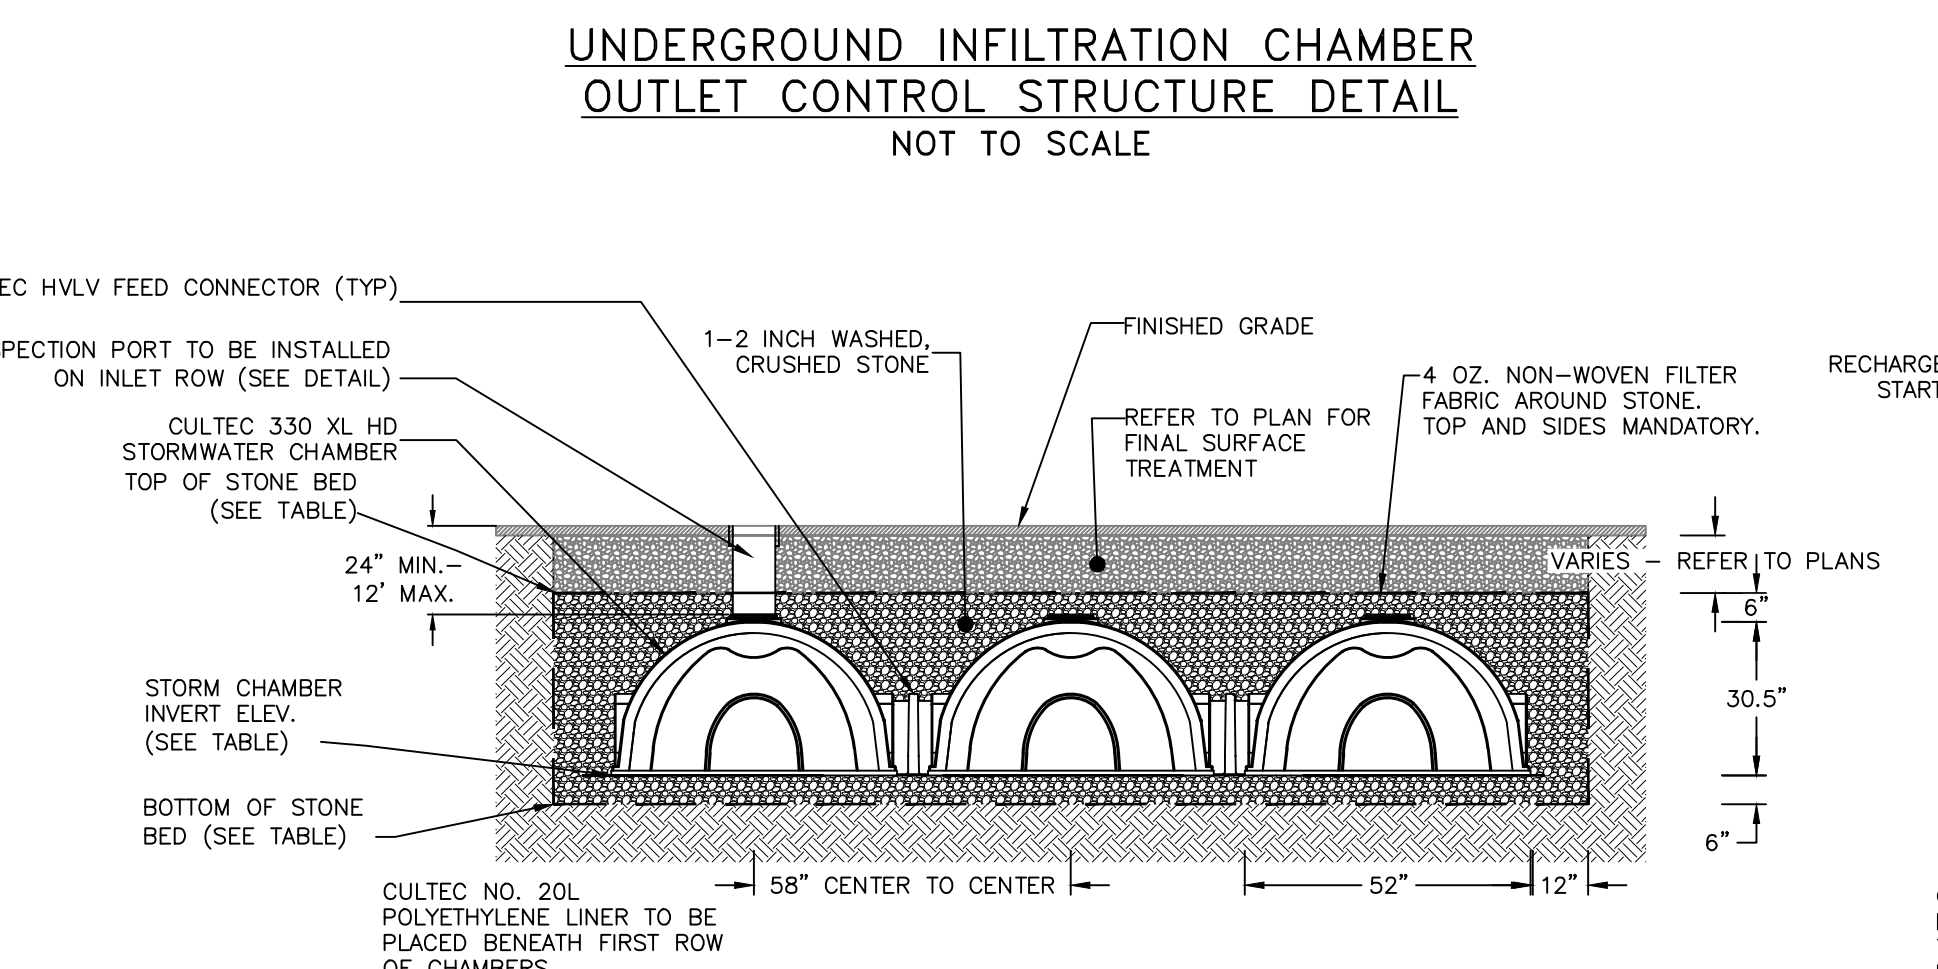 UNDERGROUND INFILTRATION CHAMBER
OUTLET CONTROL STRUCTURE DETAIL
NOT TO SCALE
EC HVLV FEED CONNECTOR (TYP)
SPECTION PORT TO BE INSTALLED
ON INLET ROW (SEE DETAIL)
CULTEC 330 XL HD
STORMWATER CHAMBER
TOP OF STONE BED
(SEE TABLE)
24” MIN.–
12’ MAX.
STORM CHAMBER
INVERT ELEV.
(SEE TABLE)
BOTTOM OF STONE
BED (SEE TABLE)
1–2 INCH WASHED,
CRUSHED STONE
FINISHED GRADE
REFER TO PLAN FOR
FINAL SURFACE
TREATMENT
4 OZ. NON–WOVEN FILTER
FABRIC AROUND STONE.
TOP AND SIDES MANDATORY.
RECHARGE
START
VARIES – REFER TO PLANS
6”
30.5”
6”
58” CENTER TO CENTER
52”
12”
CULTEC NO. 20L
POLYETHYLENE LINER TO BE
PLACED BENEATH FIRST ROW
OF CHAMBERS